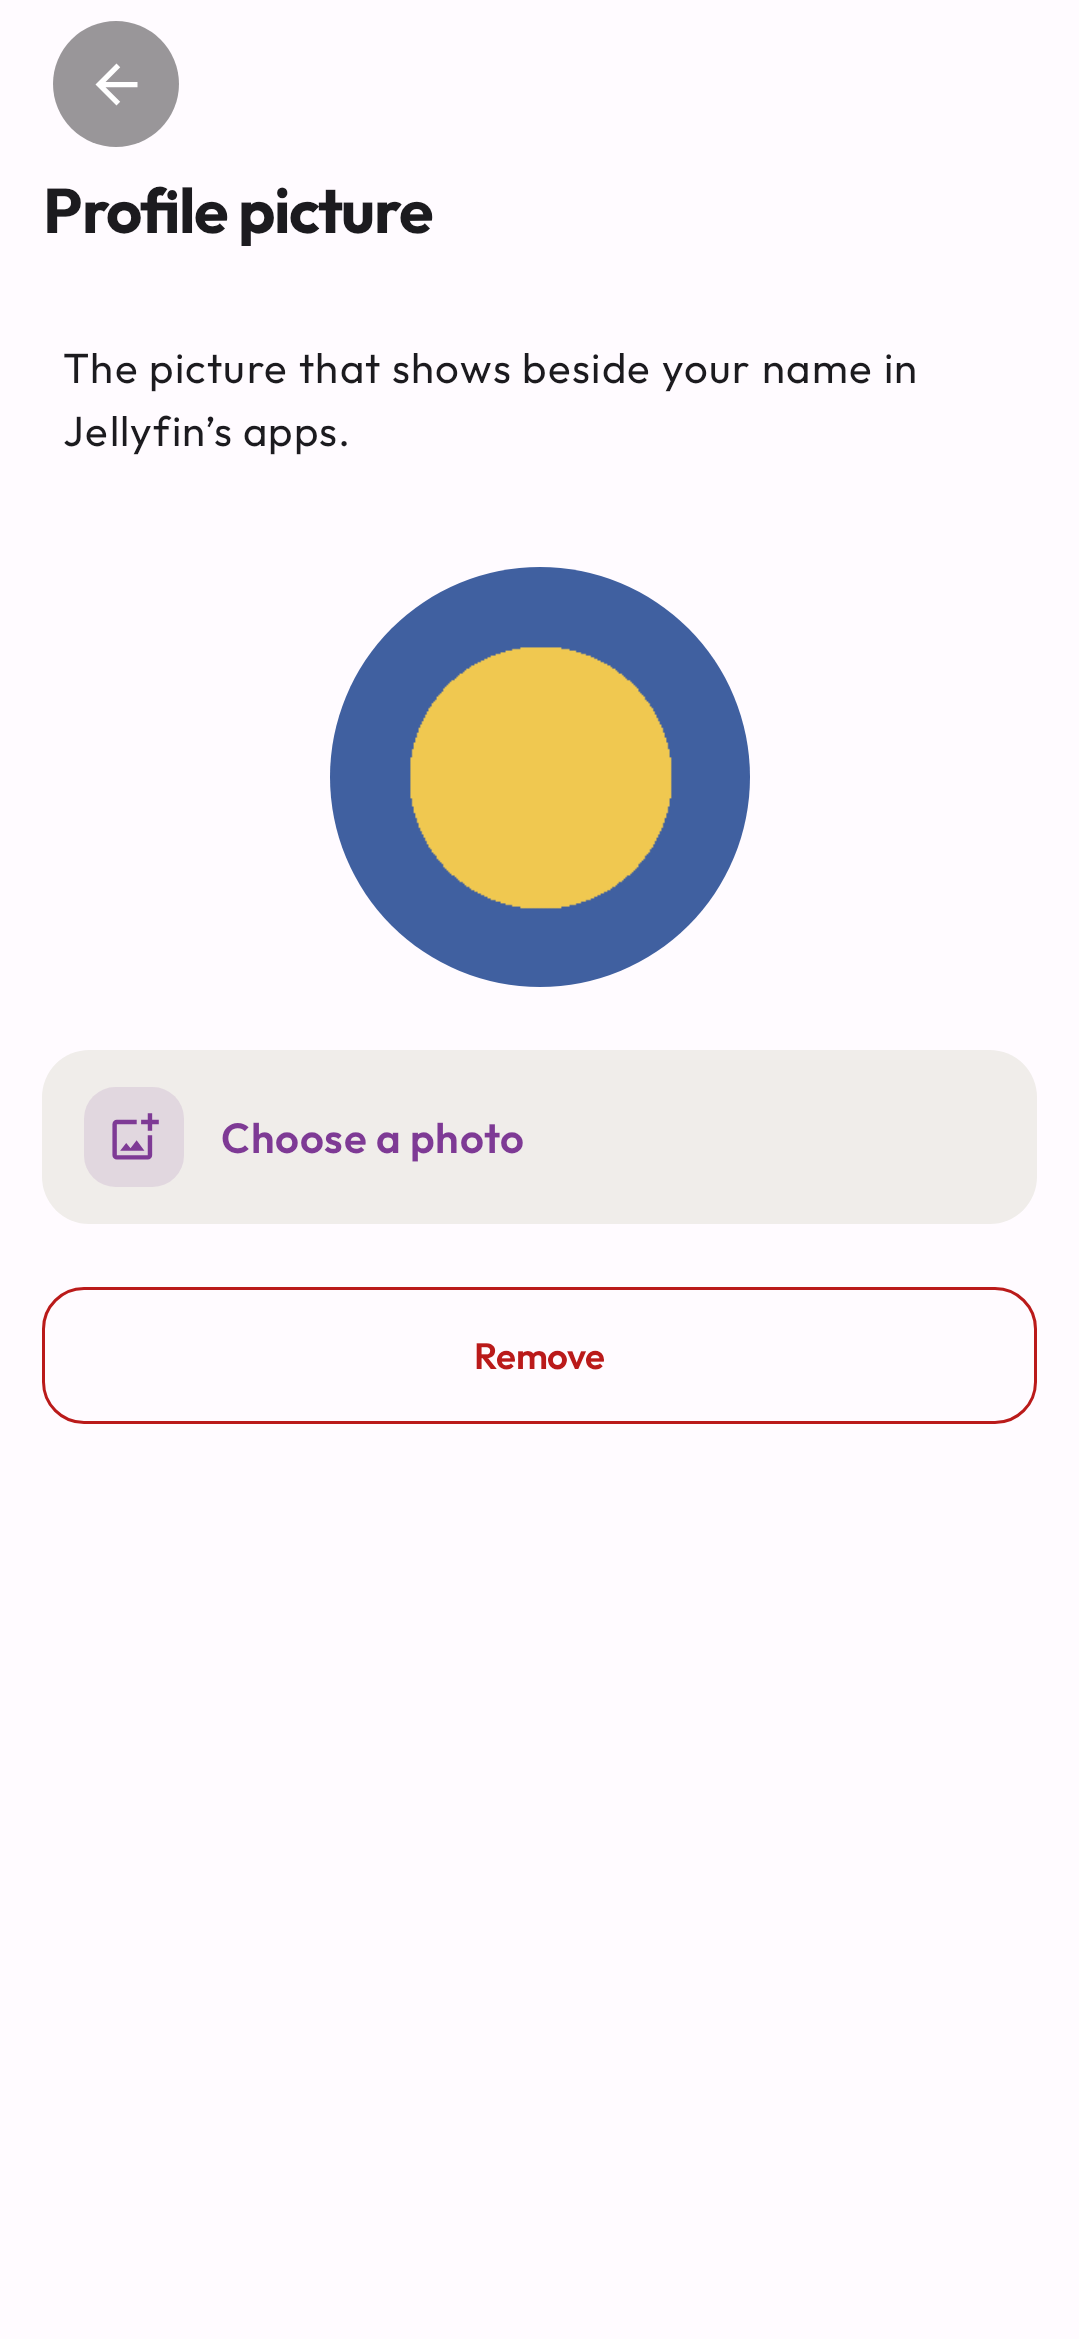 Profile picture
The picture that shows beside your name in
Jellyfin’s apps.
Choose a photo
Remove